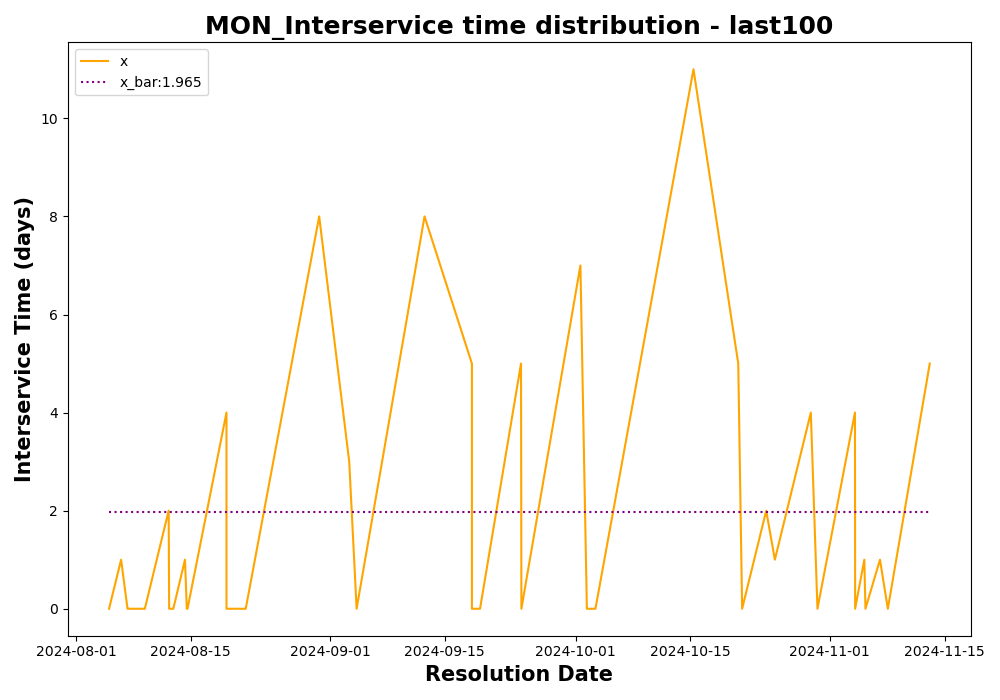 MON_Interservice time distribution - last100
x
x_bar:1.965
Interservice Time (days)
10
8
6
4
2
0
2024-08-01 2024-08-15 2024-09-01 2024-09-15 2024-10-01 2024-10-15 2024-11-01 2024-11-15
Resolution Date